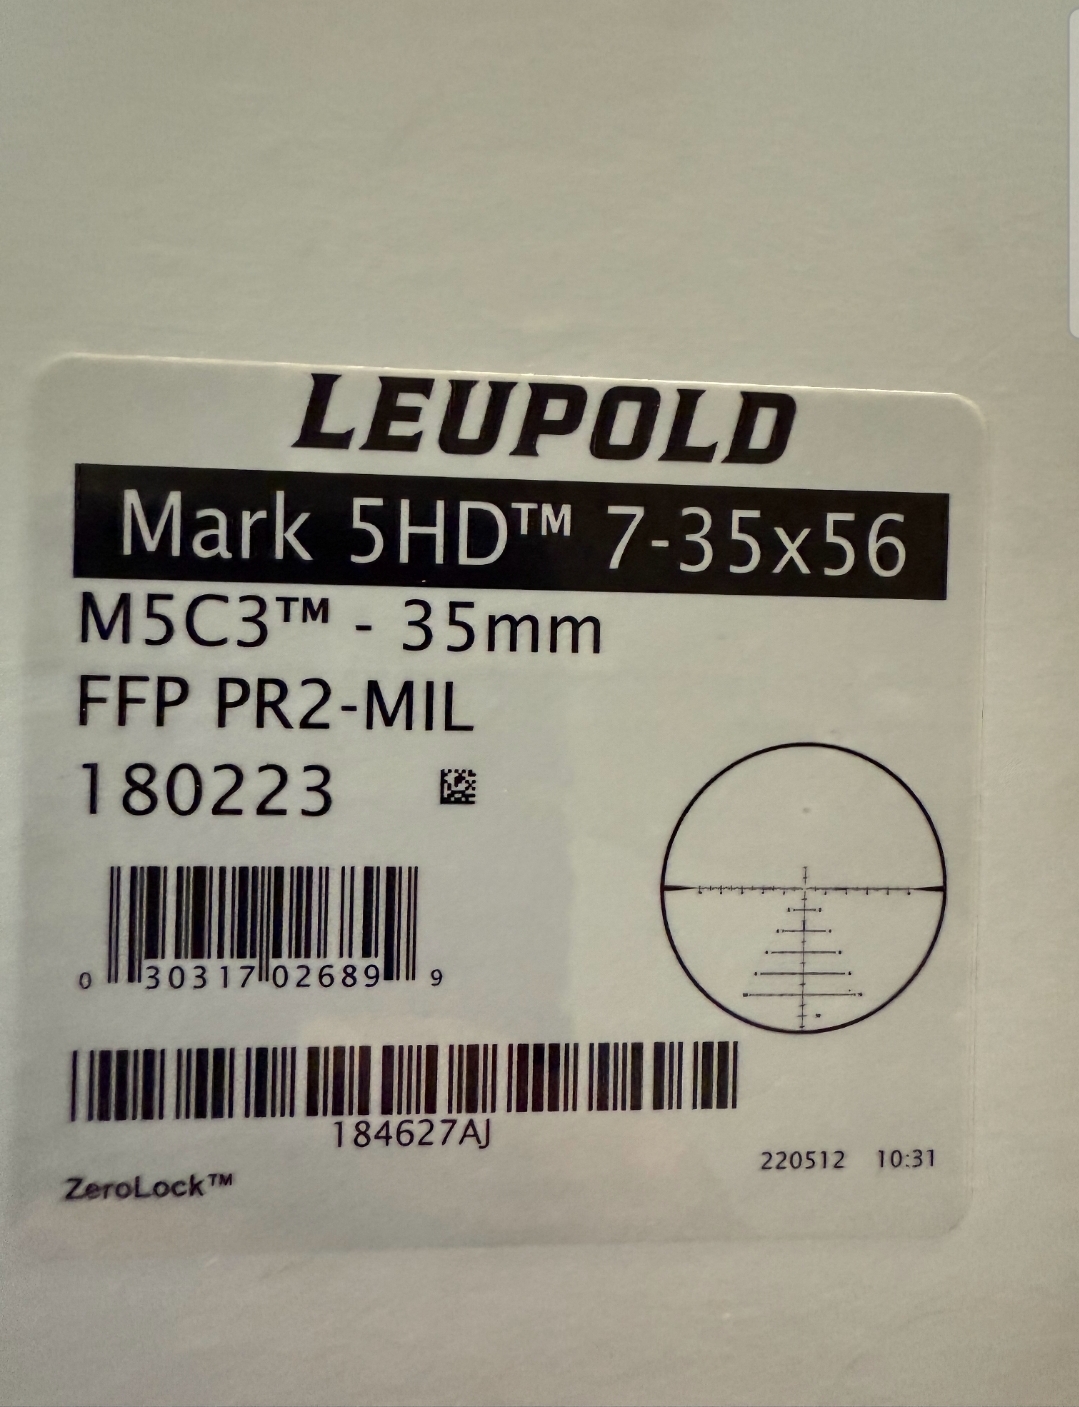 LEUPOLD
Mark 5HD™ 7-35x56
M5C3™ - 35mm
FFP PR2-MIL
180223
0 30317 02689 9
184627AJ
220512 10:31
ZeroLock™